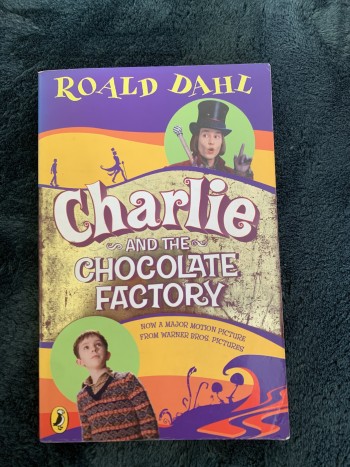 ROALD DAHL
Charlie
AND THE
CHOCOLATE
FACTORY
NOW A MAJOR MOTION PICTURE
FROM WARNER BROS. PICTURES